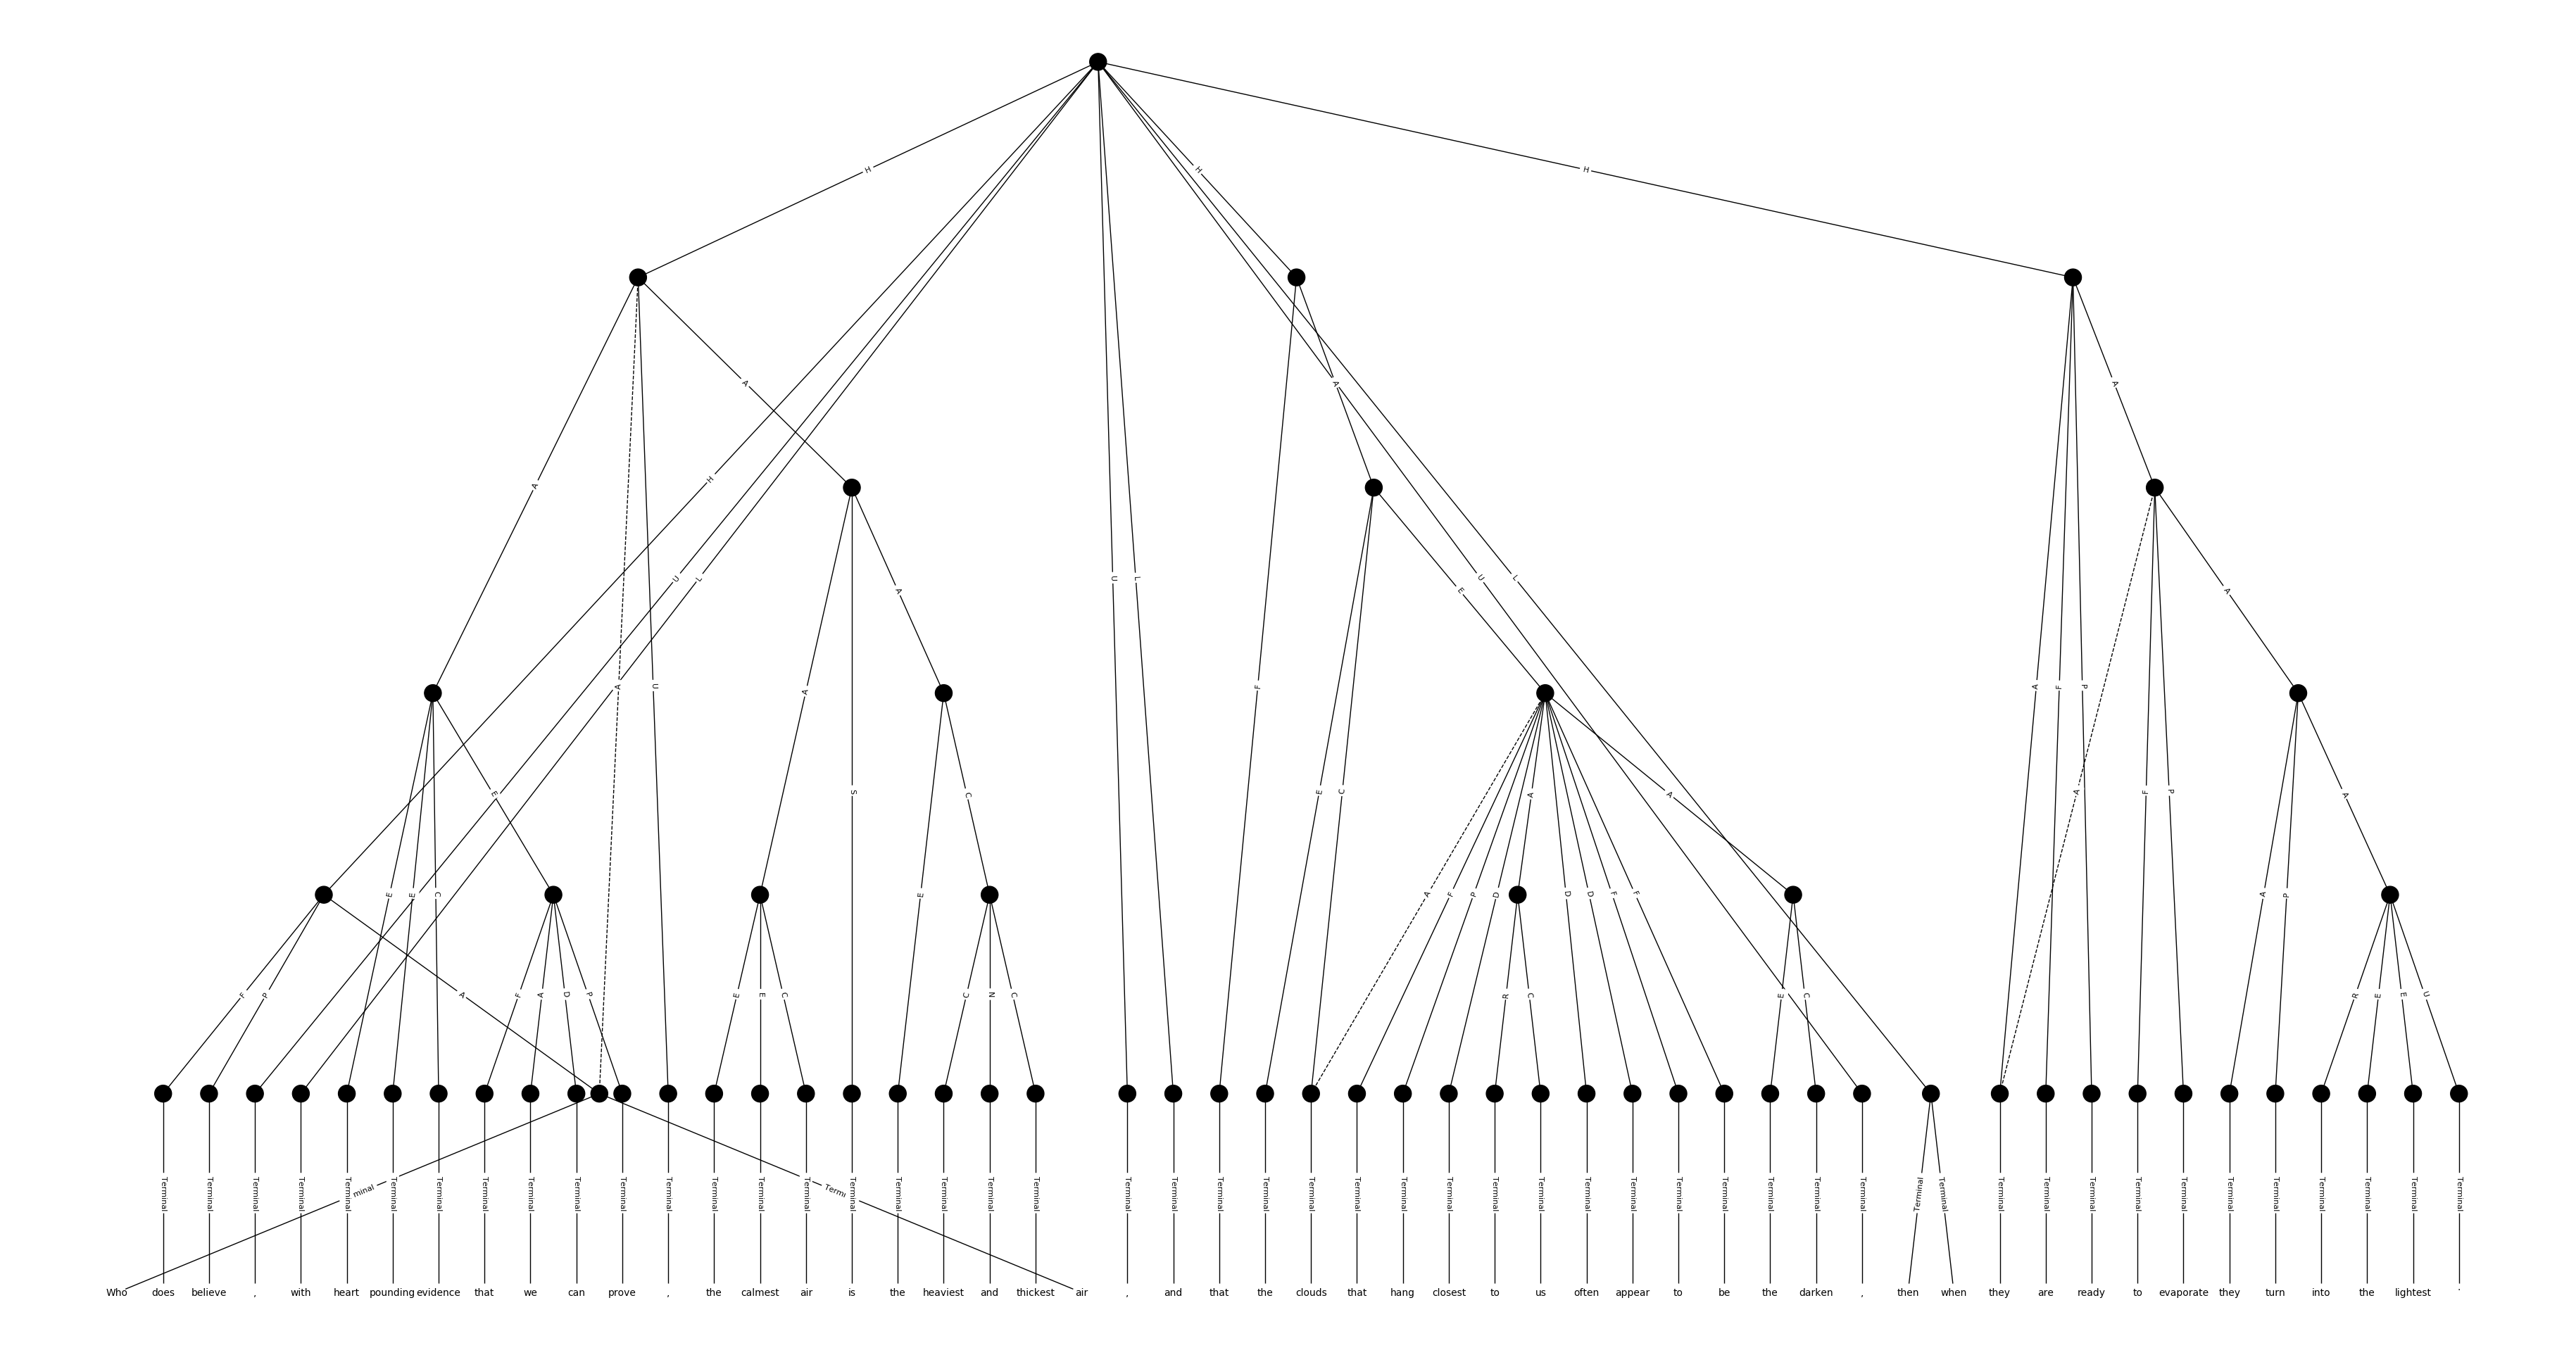 H H H
A A A
H A
U L U L E A A
A U A F A F P
E S C E C A A A F P A
E E C E A F P D D D F F A P
F P A F A D P E E C C N C R C E C R E E U
Terminal Terminal Terminal Terminal Terminal minal Terminal Terminal Terminal Terminal Terminal Terminal Terminal Terminal Terminal Terminal Termi Terminal Terminal Terminal Terminal Terminal Terminal Terminal Terminal Terminal Terminal Terminal Terminal Terminal Terminal Terminal Terminal Terminal Terminal Terminal Terminal Terminal Terminal Terminal Terminal Terminal Terminal Terminal Terminal Terminal Terminal Terminal Terminal Terminal Terminal Terminal
Who does believe , with heart pounding evidence that we can prove , the calmest air is the heaviest and thickest air , and that the clouds that hang closest to us often appear to be the darken , then when they are ready to evaporate they turn into the lightest .